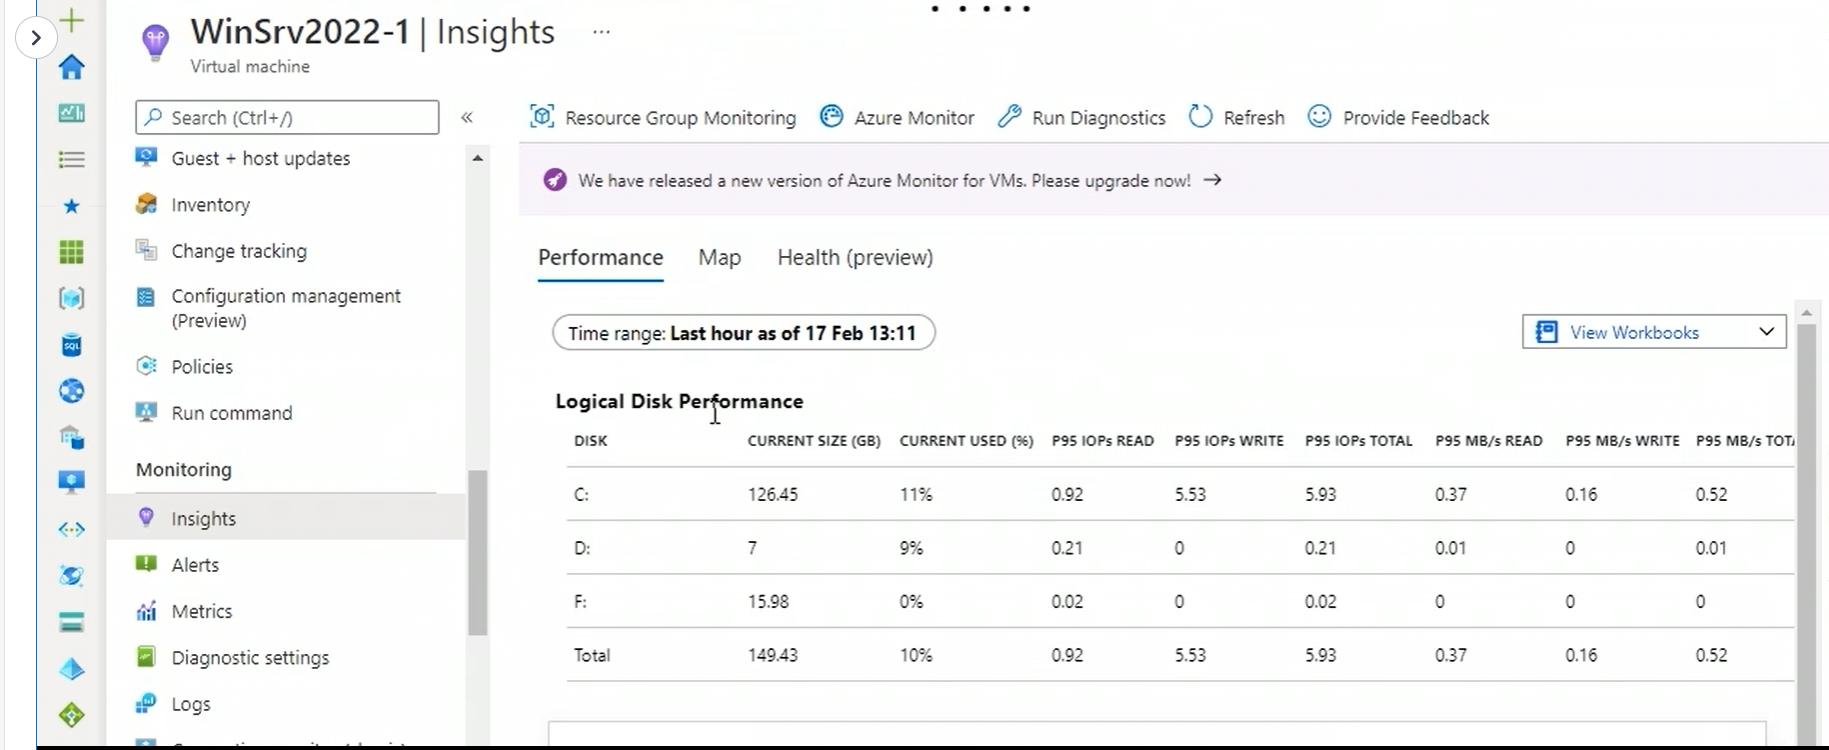 WinSrv2022-1 | Insights ...
Virtual machine
Search (Ctrl+/) «
Guest + host updates
Inventory
Change tracking
Configuration management
(Preview)
Policies
Run command
Monitoring
Insights
Alerts
Metrics
Diagnostic settings
Logs
Resource Group Monitoring Azure Monitor Run Diagnostics Refresh Provide Feedback
We have released a new version of Azure Monitor for VMs. Please upgrade now! →
Performance Map Health (preview)
Time range: Last hour as of 17 Feb 13:11
View Workbooks
Logical Disk Performance
DISK CURRENT SIZE (GB) CURRENT USED (%) P95 IOPs READ P95 IOPs WRITE P95 IOPs TOTAL P95 MB/s READ P95 MB/s WRITE P95 MB/s
C: 126.45 11% 0.92 5.53 5.93 0.37 0.16 0.52
D: 7 9% 0.21 0 0.21 0.01 0 0.01
F: 15.98 0% 0.02 0 0.02 0 0 0
Total 149.43 10% 0.92 5.53 5.93 0.37 0.16 0.52
SQL